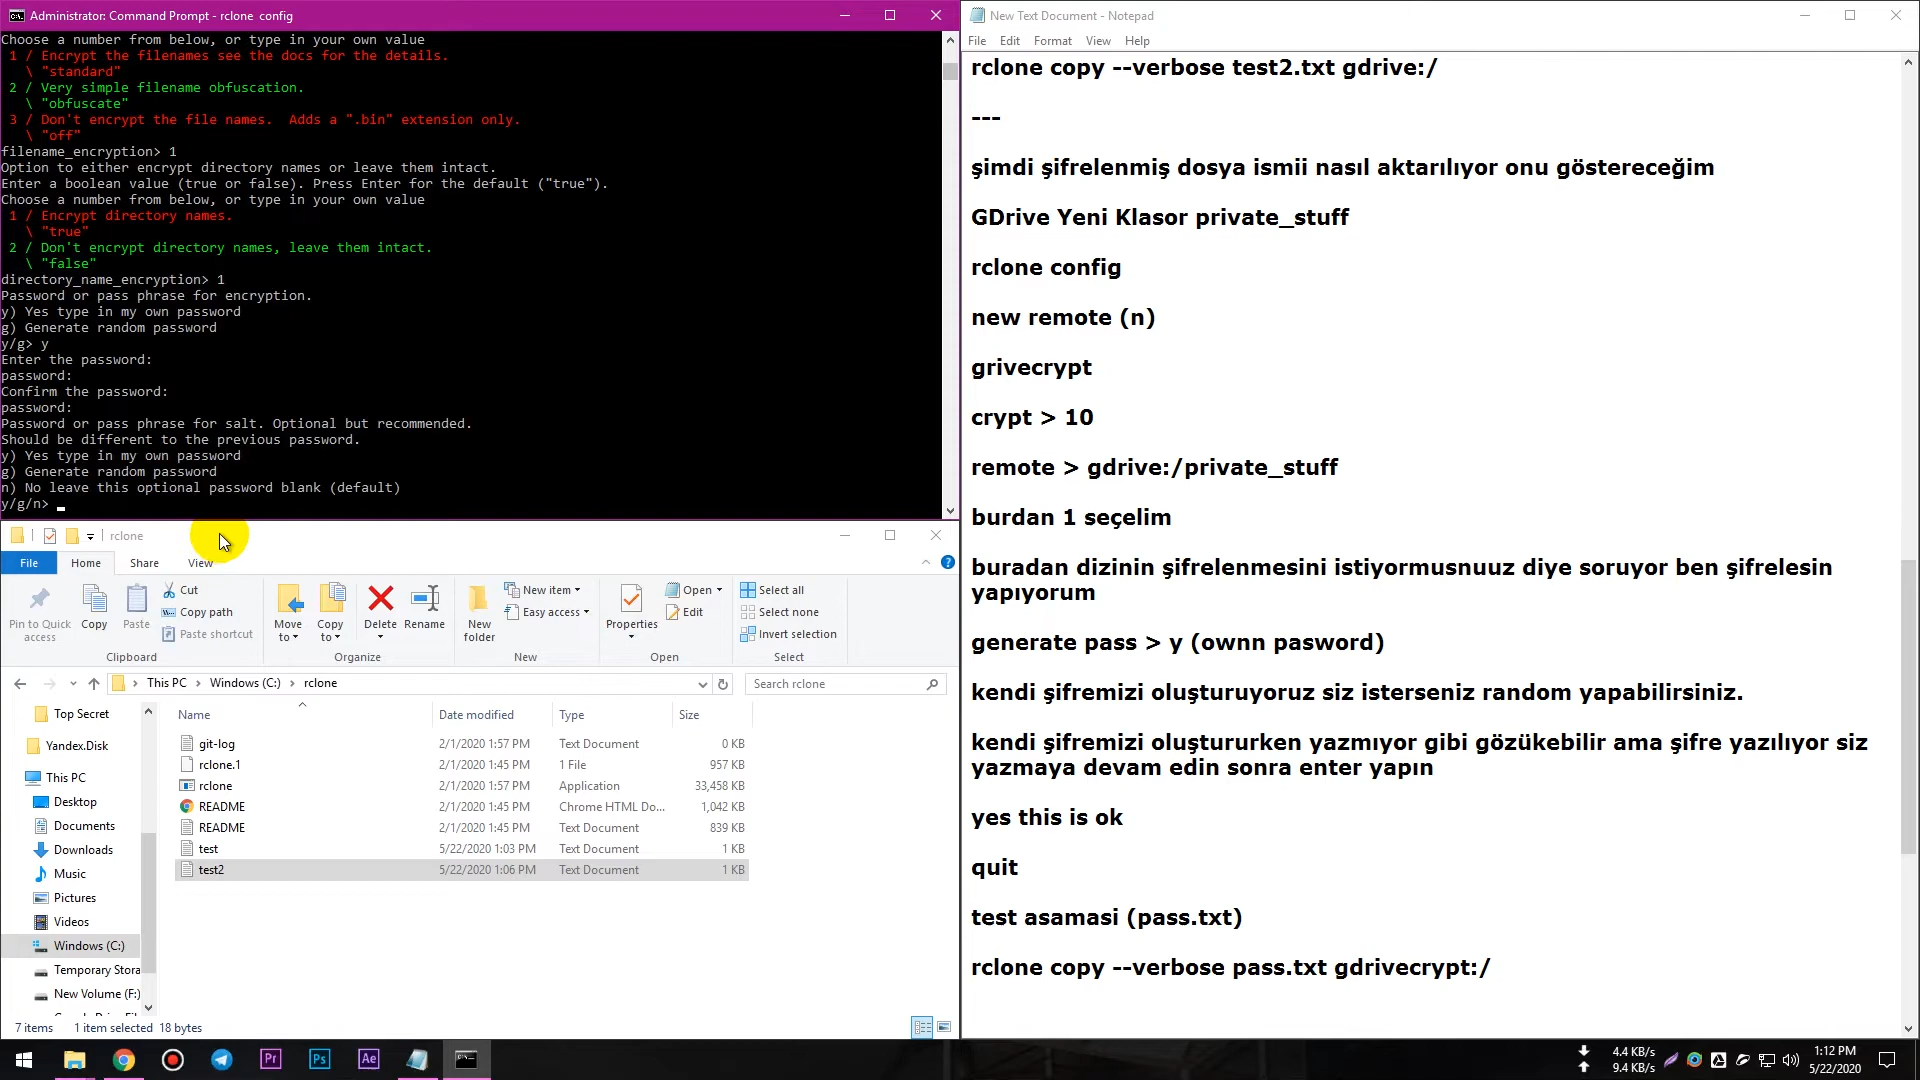 Administrator: Command Prompt - rclone  config
Choose a number from below, or type in your own value
1 / Encrypt the filenames see the docs for the details.
\ "standard"
2 / Very simple filename obfuscation.
\ "obfuscate"
3 / Don't encrypt the file names.  Adds a ".bin" extension only.
\ "off"
filename_encryption> 1
Option to either encrypt directory names or leave them intact.
Enter a boolean value (true or false). Press Enter for the default ("true").
Choose a number from below, or type in your own value
1 / Encrypt directory names.
\ "true"
2 / Don't encrypt directory names, leave them intact.
\ "false"
directory_name_encryption> 1
Password or pass phrase for encryption.
y) Yes type in my own password
g) Generate random password
y/g> y
Enter the password:
password:
Confirm the password:
password:
Password or pass phrase for salt. Optional but recommended.
Should be different to the previous password.
y) Yes type in my own password
g) Generate random password
n) No leave this optional password blank (default)
y/g/n>
rclone
File Home Share View
Pin to Quick access
Copy
Paste
Cut
Copy path
Paste shortcut
Clipboard
Move to
Copy to
Delete
Rename
Organize
New folder
New item
Easy access
New
Properties
Open
Edit
Open
Select all
Select none
Invert selection
Select
This PC > Windows (C:) > rclone
Search rclone
Top Secret
Yandex.Disk
This PC
Desktop
Documents
Downloads
Music
Pictures
Videos
Windows (C:)
Temporary Stora
New Volume (F:)
Name Date modified Type Size
git-log 2/1/2020 1:57 PM Text Document 0 KB
rclone.1 2/1/2020 1:45 PM 1 File 957 KB
rclone 2/1/2020 1:57 PM Application 33,458 KB
README 2/1/2020 1:45 PM Chrome HTML Do... 1,042 KB
README 2/1/2020 1:45 PM Text Document 839 KB
test 5/22/2020 1:03 PM Text Document 1 KB
test2 5/22/2020 1:06 PM Text Document 1 KB
7 items 1 item selected 18 bytes
New Text Document - Notepad
File Edit Format View Help
rclone copy --verbose test2.txt gdrive:/
---
şimdi şifrelenmiş dosya ismii nasıl aktarılıyor onu göstereceğim
GDrive Yeni Klasor private_stuff
rclone config
new remote (n)
grivecrypt
crypt > 10
remote > gdrive:/private_stuff
burdan 1 seçelim
buradan dizinin şifrelenmesini istiyormusnuuz diye soruyor ben şifrelesin
yapıyorum
generate pass > y (ownn pasword)
kendi şifremizi oluşturuyoruz siz isterseniz random yapabilirsiniz.
kendi şifremizi oluştururken yazmıyor gibi gözükebilir ama şifre yazılıyor siz
yazmaya devam edin sonra enter yapın
yes this is ok
quit
test asamasi (pass.txt)
rclone copy --verbose pass.txt gdrivecrypt:/
Pr Ps Ae
4.4 KB/s
9.4 KB/s
1:12 PM
5/22/2020